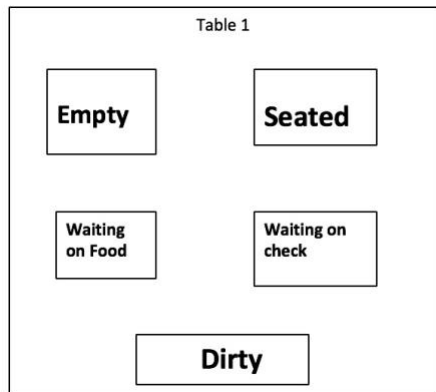 Table 1
Empty
Seated
Waiting
on Food
Waiting on
check
Dirty